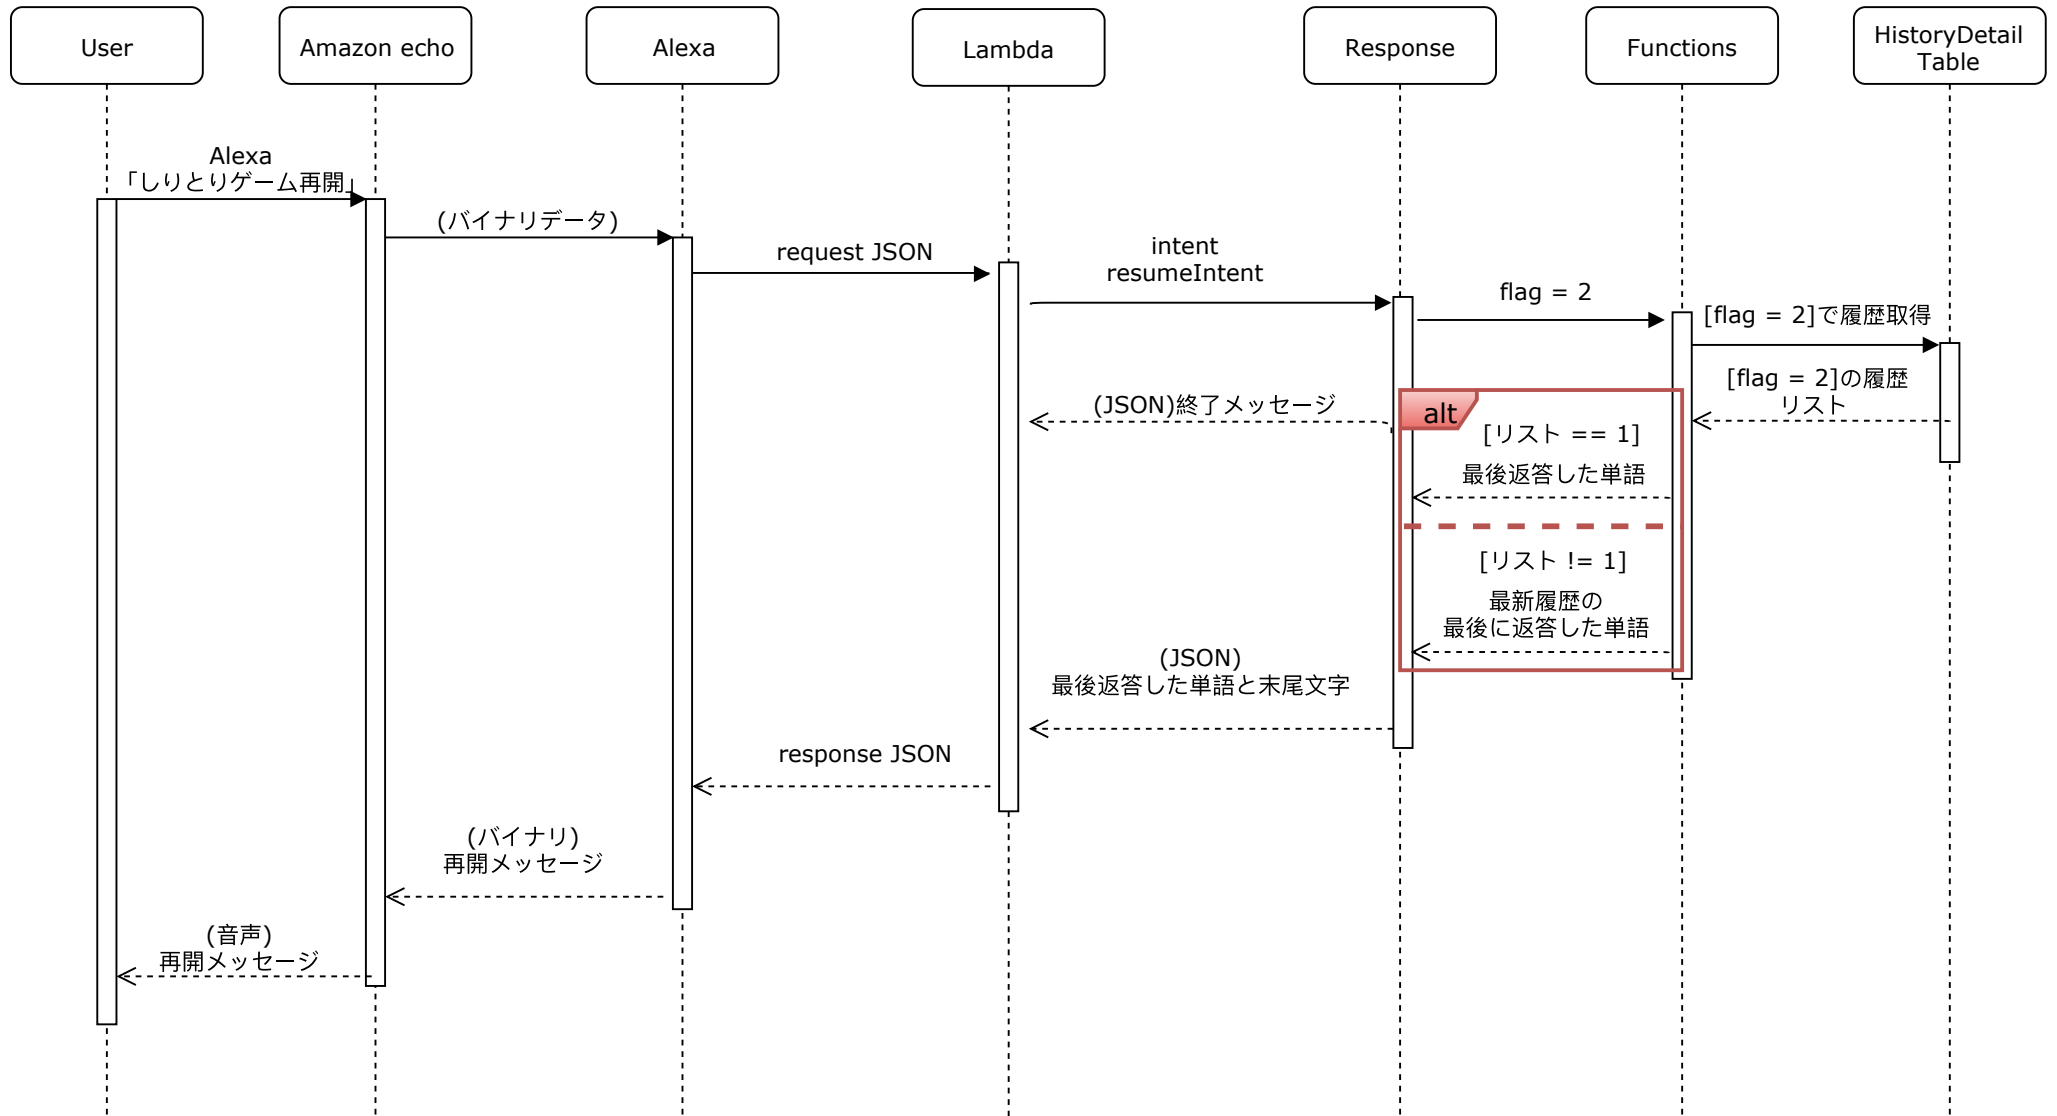 User
Amazon echo
Alexa
Lambda
Response
Functions
HistoryDetail
Table
Alexa
「しりとりゲーム再開」
(バイナリデータ)
request JSON
intent
resumeIntent
flag = 2
[flag = 2]で履歴取得
[flag = 2]の履歴
リスト
(JSON)終了メッセージ
alt
[リスト == 1]
最後返答した単語
[リスト != 1]
最新履歴の
最後に返答した単語
(JSON)
最後返答した単語と末尾文字
response JSON
(バイナリ)
再開メッセージ
(音声)
再開メッセージ